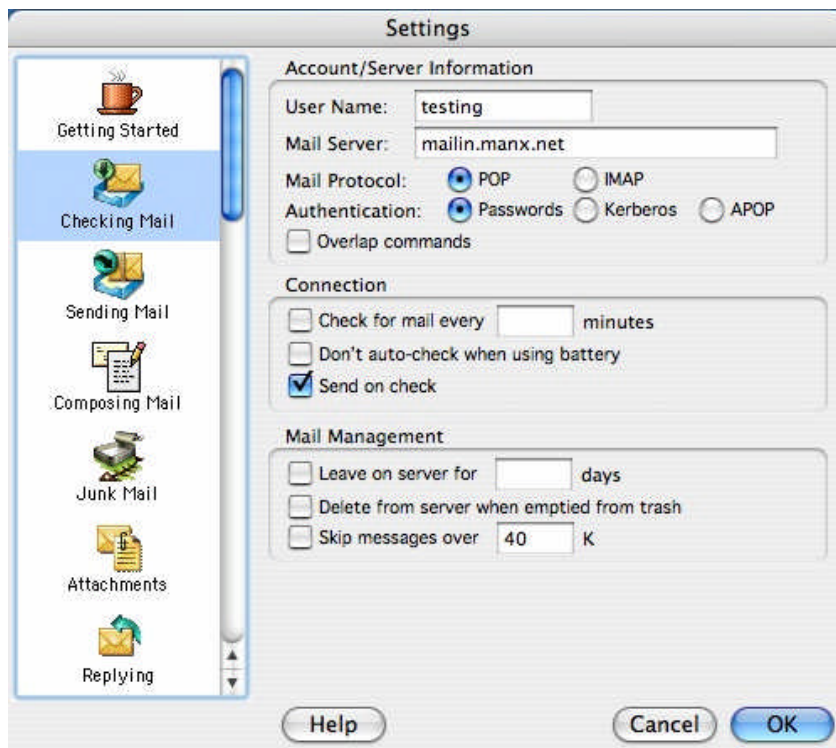 Settings
Getting Started
Checking Mail
Sending Mail
Composing Mail
Junk Mail
Attachments
Replying
Account/Server Information
User Name: testing
Mail Server: mailin.manx.net
Mail Protocol: POP IMAP
Authentication: Passwords Kerberos APOP
Overlap commands
Connection
Check for mail every minutes
Don't auto-check when using battery
Send on check
Mail Management
Leave on server for days
Delete from server when emptied from trash
Skip messages over 40 K
Help Cancel OK